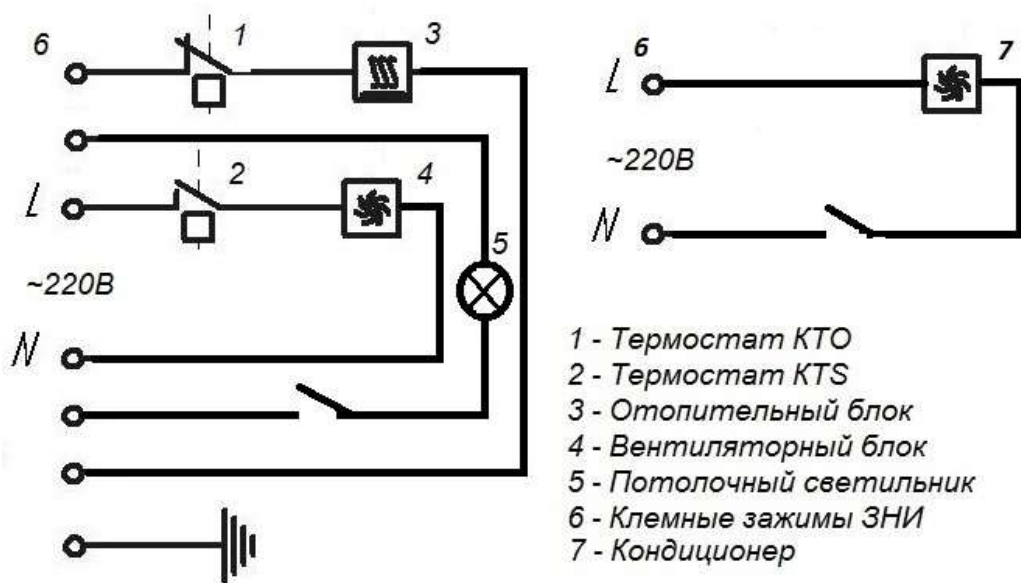 6 1 3
L 2 4
5
~220В
N
6 7
L
~220В
N
1 - Термостат КТО
2 - Термостат KTS
3 - Отопительный блок
4 - Вентиляторный блок
5 - Потолочный светильник
6 - Клемные зажимы ЗНИ
7 - Кондиционер